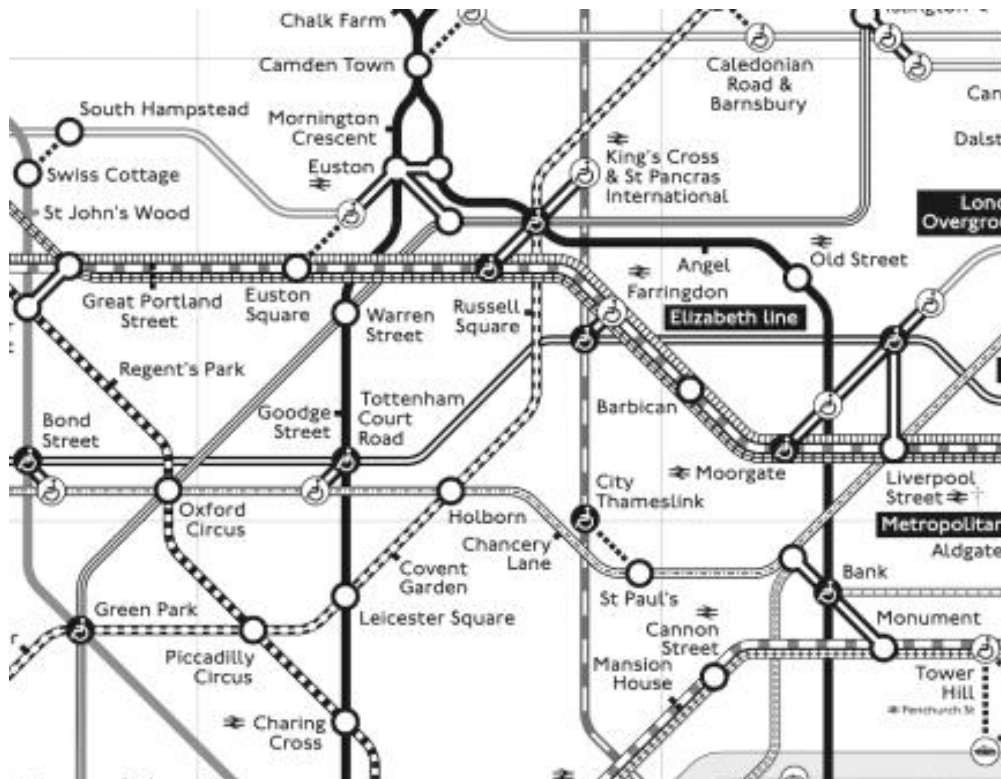 Chalk Farm
Camden Town
Caledonian
Road &
Barnsbury
South Hampstead
Mornington
Crescent
Euston
King's Cross
& St Pancras
International
Swiss Cottage
St John's Wood
Old Street
Angel
Great Portland
Street
Euston
Square
Warren
Street
Russell
Square
Farringdon
Elizabeth line
Regent's Park
Bond
Street
Goodge
Street
Tottenham
Court
Road
Barbican
Moorgate
Liverpool
Street
Oxford
Circus
Holborn
City
Thameslink
Chancery
Lane
Metropolitan
Aldgate
Covent
Garden
St Paul's
Bank
Green Park
Leicester Square
Cannon
Street
Monument
Piccadilly
Circus
Mansion
House
Tower
Hill
Fenchurch St
Charing
Cross